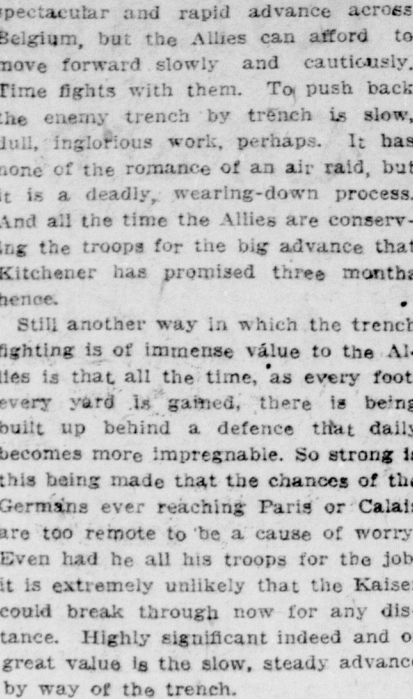 spectacular and rapid advance across
Belgium, but the Allies can afford to
move forward slowly and cautiously.
Time fights with them. To push back
the enemy trench by trench is slow,
dull, inglorious work, perhaps. It has
none of the romance of an air raid, but
it is a deadly, wearing-down process.
And all the time the Allies are conserv-
ing the troops for the big advance that
Kitchener has promised three months
hence.
Still another way in which the trench
fighting is of immense value to the Al-
lies is that all the time, as every foot,
every yard is gained, there is being
built up behind a defence that daily
becomes more impregnable. So strong is
this being made that the chances of the
Germans ever reaching Paris or Calais
are too remote to be a cause of worry.
Even had he all his troops for the job
it is extremely unlikely that the Kaiser
could break through now for any dis-
tance. Highly significant indeed and of
great value is the slow, steady advance
by way of the trench.